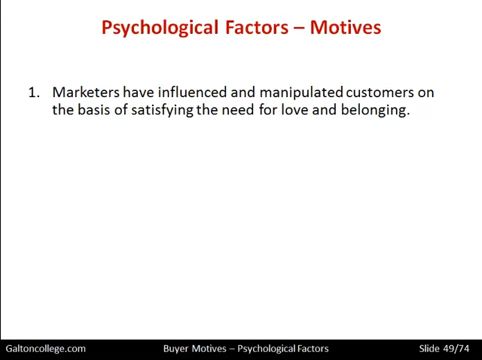 Psychological Factors – Motives
1. Marketers have influenced and manipulated customers on
the basis of satisfying the need for love and belonging.
Galtoncollege.com Buyer Motives – Psychological Factors Slide 49/74